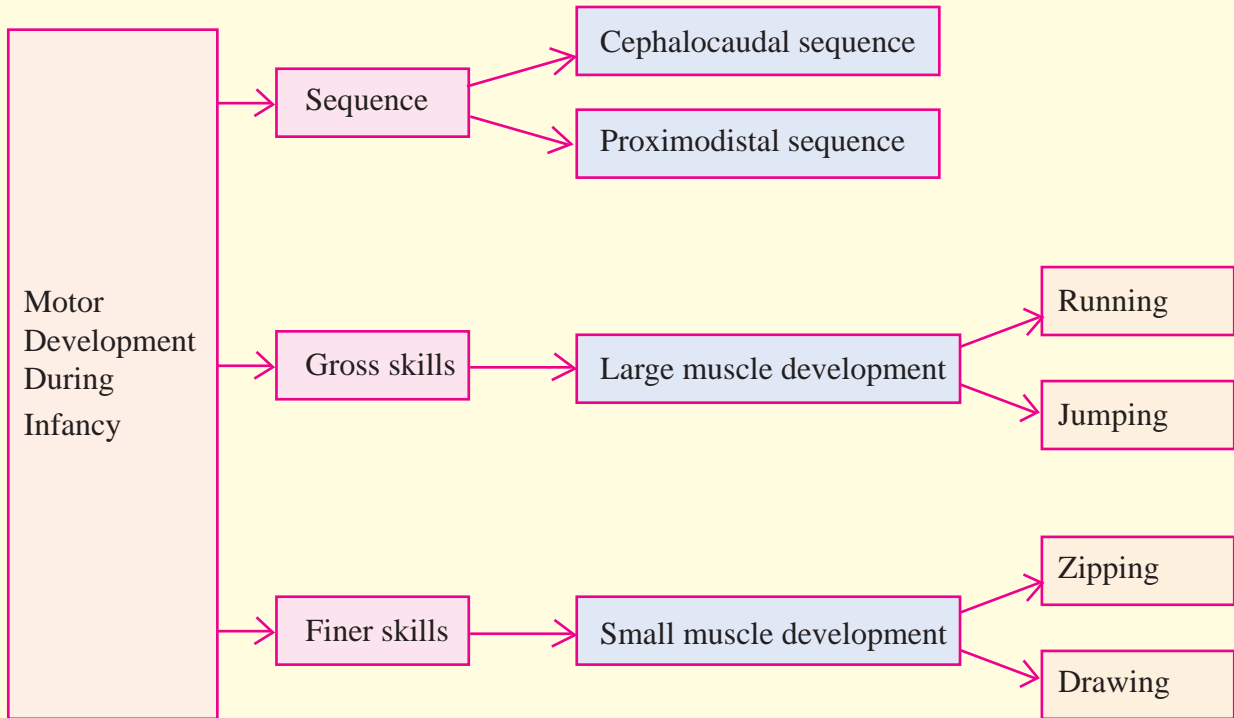 Motor
Development
During
Infancy
Sequence
Cephalocaudal sequence
Proximodistal sequence
Gross skills
Large muscle development
Running
Jumping
Finer skills
Small muscle development
Zipping
Drawing